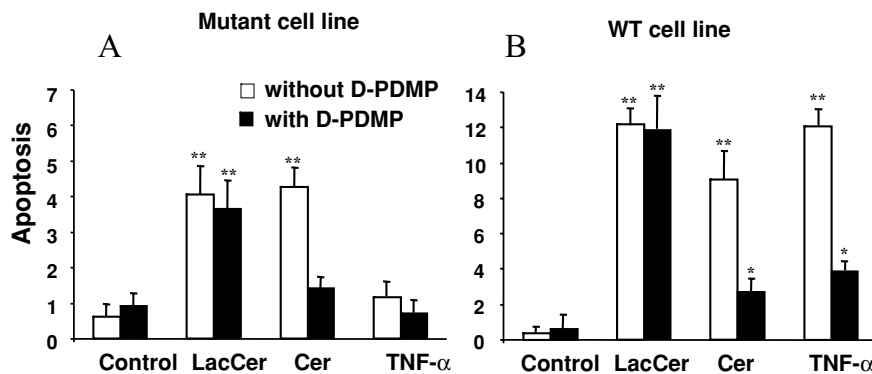 Mutant cell line
WT cell line
A
B
without D-PDMP
with D-PDMP
Apoptosis
7
6
5
4
3
2
1
0
14
12
10
8
6
4
2
0
** ** **
** ** ** * ** *
Control LacCer Cer TNF-α
Control LacCer Cer TNF-α